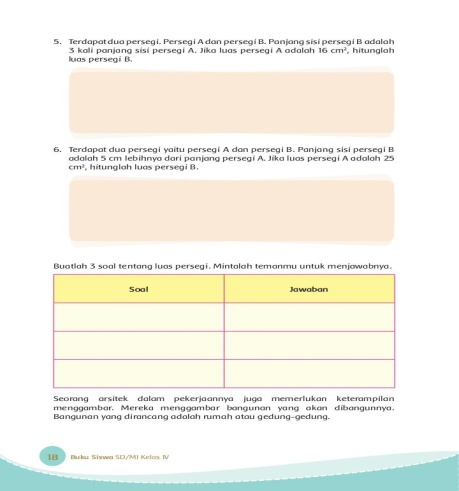 5. Terdapat dua persegi. Persegi A dan persegi B. Panjang sisi persegi B adalah
3 kali panjang sisi persegi A. Jika luas persegi A adalah 16 cm², hitunglah
luas persegi B.
6. Terdapat dua persegi yaitu persegi A dan persegi B. Panjang sisi persegi B
adalah 5 cm lebihnya dari panjang persegi A. Jika luas persegi A adalah 25
cm², hitunglah luas persegi B.
Buatlah 3 soal tentang luas persegi. Mintalah temanmu untuk menjawabnya.
Soal Jawaban
Seorang arsitek dalam pekerjaannya juga memerlukan keterampilan
menggambar. Mereka menggambar bangunan yang akan dibangunnya.
Bangunan yang dirancang adalah rumah atau gedung-gedung.
18 Buku Siswa SD/MI Kelas IV